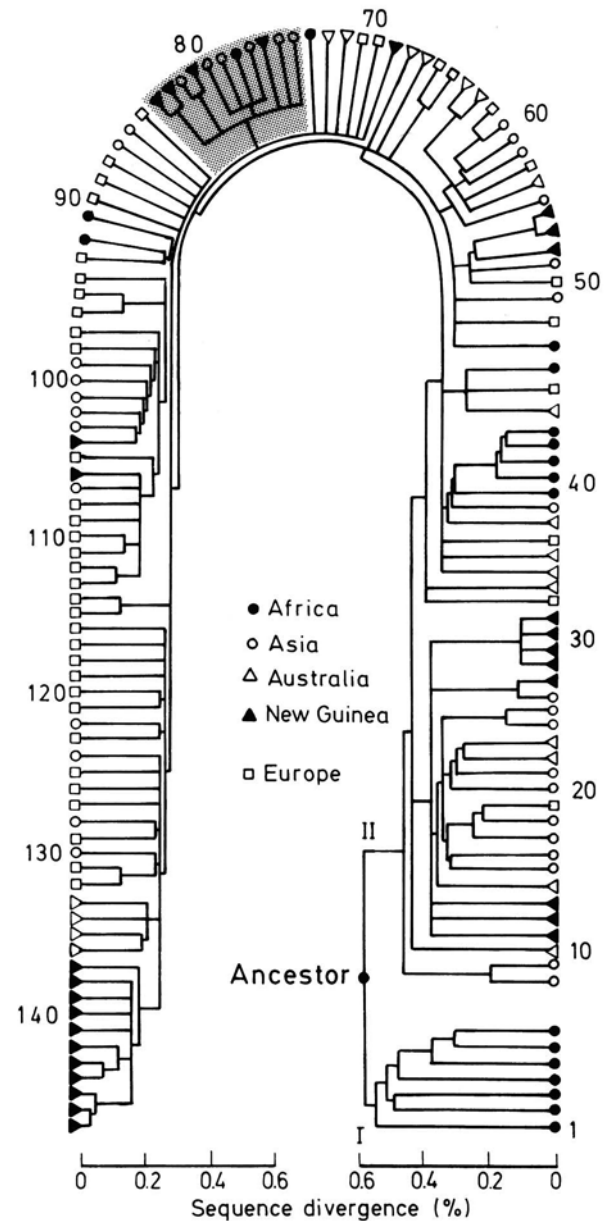 70
80
60
90
50
100
40
110
● Africa
○ Asia
△ Australia
▲ New Guinea
□ Europe
30
120
20
II
130
10
Ancestor
140
I
1
0 0.2 0.4 0.6 0.6 0.4 0.2 0
Sequence divergence (%)